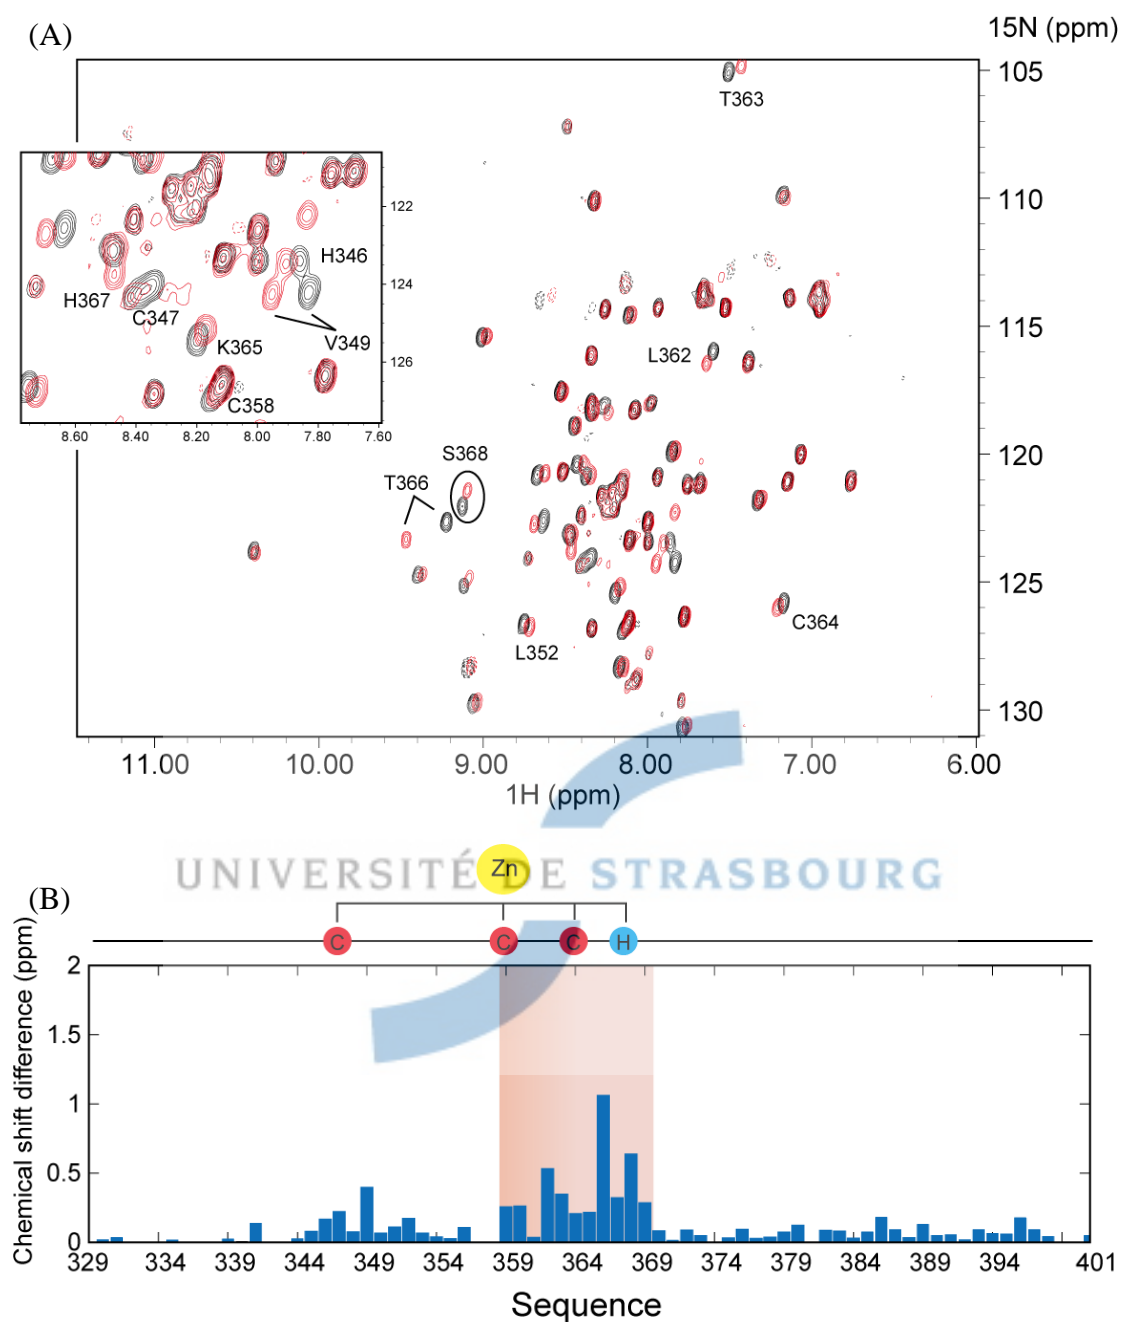 (A)
15N (ppm)
105
T363
110
122
H346
124
H367
C347
K365
V349
126
C358
8.60 8.40 8.20 8.00 7.80 7.60
115
L362
120
S368
T366
125
C364
L352
130
11.00 10.00 9.00 8.00 7.00 6.00
1H (ppm)
UNIVERSITÉ DE STRASBOURG
Zn
(B)
C C C H
Chemical shift difference (ppm)
2
1.5
1
0.5
0
329 334 339 344 349 354 359 364 369 374 379 384 389 394 401
Sequence